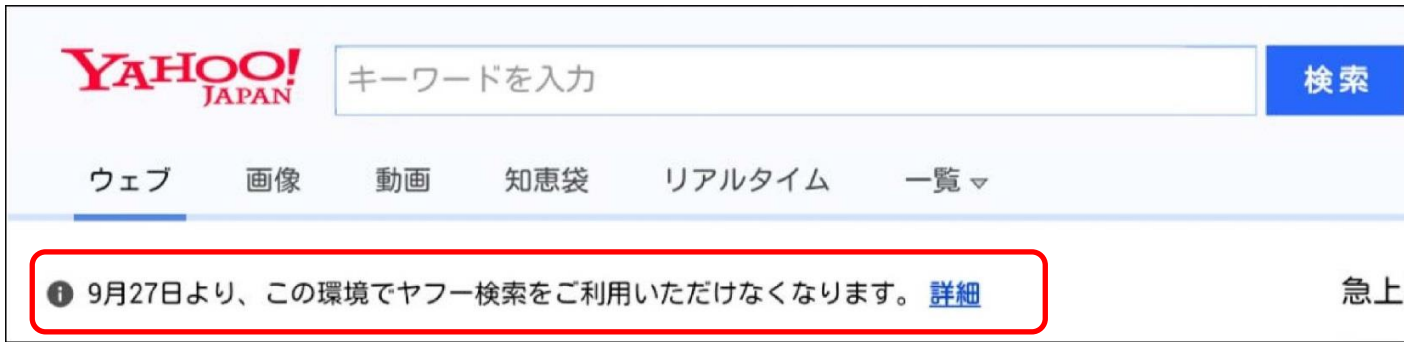 YAHOO!
JAPAN
キーワードを入力
検索
ウェブ 画像 動画 知恵袋 リアルタイム 一覧
9月27日より、この環境でヤフー検索をご利用いただけなくなります。 詳細
急上